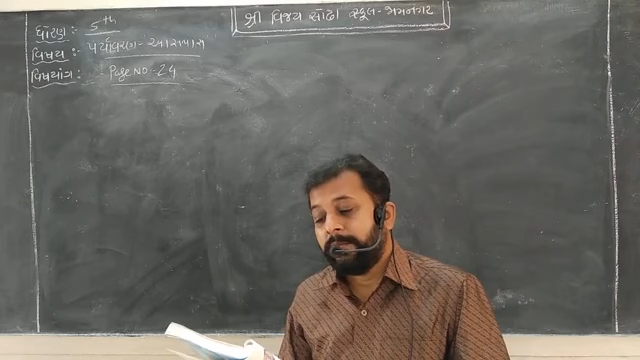 શ્રી વિજય સોઢા સ્કૂલ - જામનગર
ધોરણ :- 5th
વિષય :- પર્યાવરણ - આસપાસ
વિષયાંગ :- Page No - 24